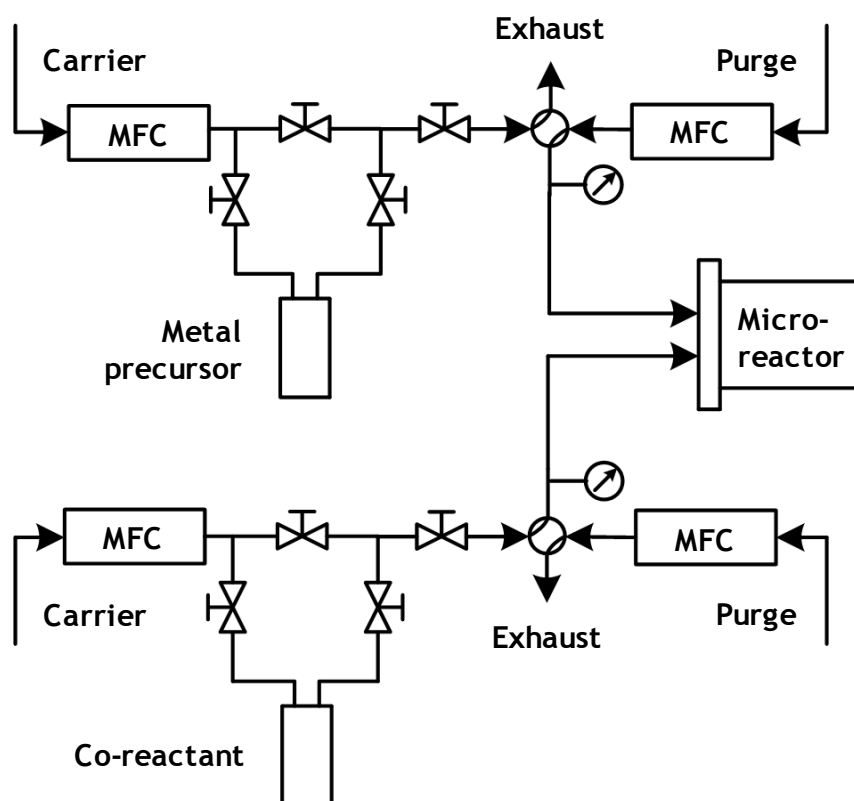 Exhaust
Carrier
Purge
MFC
MFC
Metal
precursor
Micro-
reactor
MFC
MFC
Carrier
Exhaust
Purge
Co-reactant